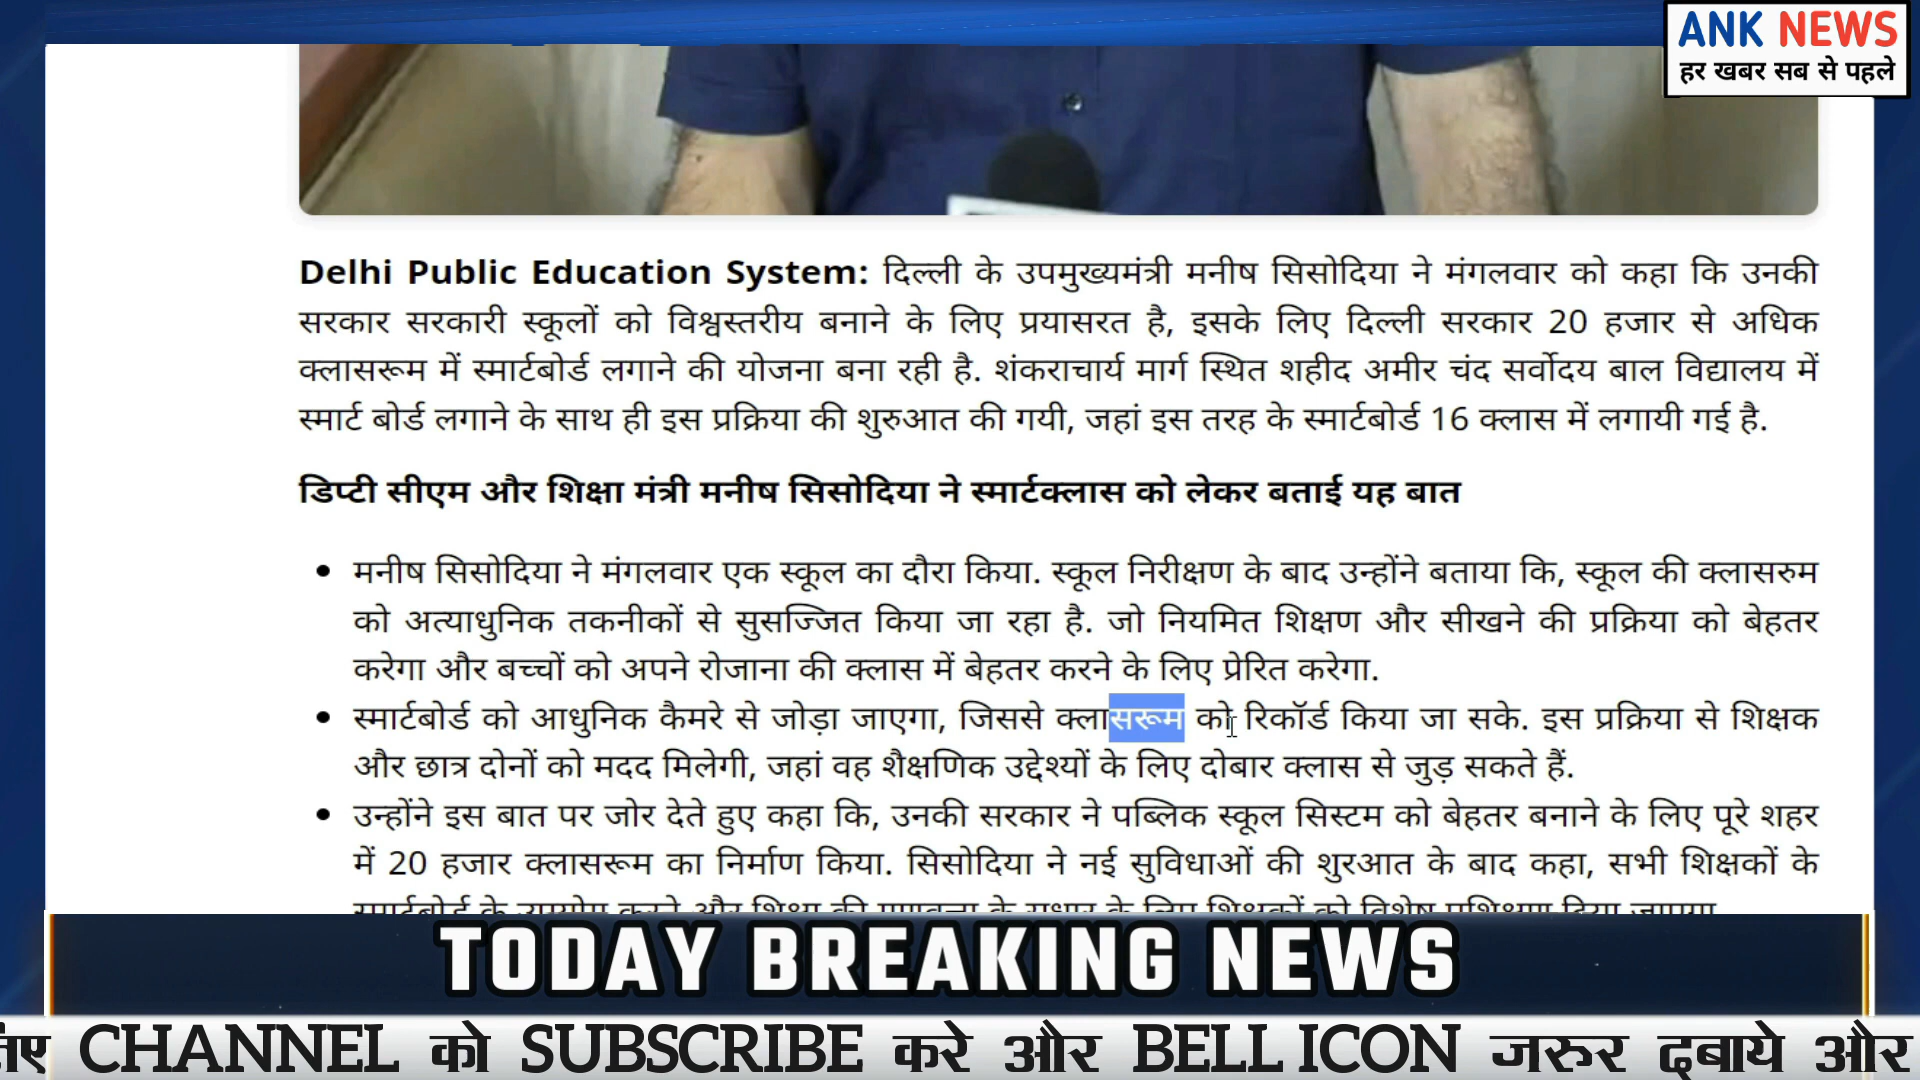 ANK NEWS
हर खबर सब से पहले
Delhi Public Education System: दिल्ली के उपमुख्यमंत्री मनीष सिसोदिया ने मंगलवार को कहा कि उनकी
सरकार सरकारी स्कूलों को विश्वस्तरीय बनाने के लिए प्रयासरत है, इसके लिए दिल्ली सरकार 20 हजार से अधिक
क्लासरूम में स्मार्टबोर्ड लगाने की योजना बना रही है. शंकराचार्य मार्ग स्थित शहीद अमीर चंद सर्वोदय बाल विद्यालय में
स्मार्ट बोर्ड लगाने के साथ ही इस प्रक्रिया की शुरुआत की गयी, जहां इस तरह के स्मार्टबोर्ड 16 क्लास में लगायी गई है.
डिप्टी सीएम और शिक्षा मंत्री मनीष सिसोदिया ने स्मार्टक्लास को लेकर बताई यह बात
मनीष सिसोदिया ने मंगलवार एक स्कूल का दौरा किया. स्कूल निरीक्षण के बाद उन्होंने बताया कि, स्कूल की क्लासरुम
को अत्याधुनिक तकनीकों से सुसज्जित किया जा रहा है. जो नियमित शिक्षण और सीखने की प्रक्रिया को बेहतर
करेगा और बच्चों को अपने रोजाना की क्लास में बेहतर करने के लिए प्रेरित करेगा.
स्मार्टबोर्ड को आधुनिक कैमरे से जोड़ा जाएगा, जिससे क्लासरूम को रिकॉर्ड किया जा सके. इस प्रक्रिया से शिक्षक
और छात्र दोनों को मदद मिलेगी, जहां वह शैक्षणिक उद्देश्यों के लिए दोबार क्लास से जुड़ सकते हैं.
उन्होंने इस बात पर जोर देते हुए कहा कि, उनकी सरकार ने पब्लिक स्कूल सिस्टम को बेहतर बनाने के लिए पूरे शहर
में 20 हजार क्लासरूम का निर्माण किया. सिसोदिया ने नई सुविधाओं की शुरआत के बाद कहा, सभी शिक्षकों के
TODAY BREAKING NEWS
CHANNEL को SUBSCRIBE करे और BELL ICON जरुर दबाये और